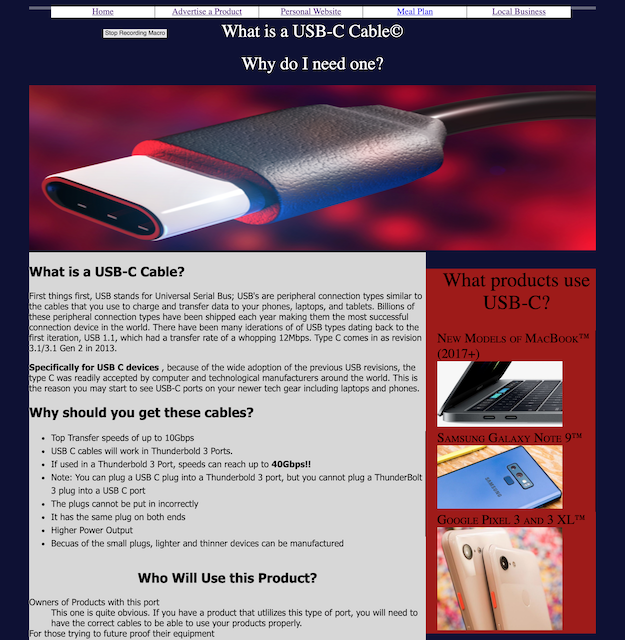 Home Advertise a Product Personal Website Meal Plan Local Business
Stop Recording Macro
What is a USB-C Cable©
Why do I need one?
What is a USB-C Cable?
First things first, USB stands for Universal Serial Bus; USB's are peripheral connection types similar to
the cables that you use to charge and transfer data to your phones, laptops, and tablets. Billions of
these peripheral connection types have been shipped each year making them the most successful
connection device in the world. There have been many iderations of of USB types dating back to the
first iteration, USB 1.1, which had a transfer rate of a whopping 12Mbps. Type C comes in as revision
3.1/3.1 Gen 2 in 2013.
Specifically for USB C devices , because of the wide adoption of the previous USB revisions, the
type C was readily accepted by computer and technological manufacturers around the world. This is
the reason you may start to see USB-C ports on your newer tech gear including laptops and phones.
Why should you get these cables?
• Top Transfer speeds of up to 10Gbps
• USB C cables will work in Thunderbold 3 Ports.
• If used in a Thunderbold 3 Port, speeds can reach up to 40Gbps!!
• Note: You can plug a USB C plug into a Thunderbold 3 port, but you cannot plug a ThunderBolt
3 plug into a USB C port
• The plugs cannot be put in incorrectly
• It has the same plug on both ends
• Higher Power Output
• Becuas of the small plugs, lighter and thinner devices can be manufactured
Who Will Use this Product?
Owners of Products with this port
This one is quite obvious. If you have a product that utlilizes this type of port, you will need to
have the correct cables to be able to use your products properly.
For those trying to future proof their equipment
What products use
USB-C?
New Models of MacBook™
(2017+)
Samsung Galaxy Note 9™
Google Pixel 3 and 3 XL™